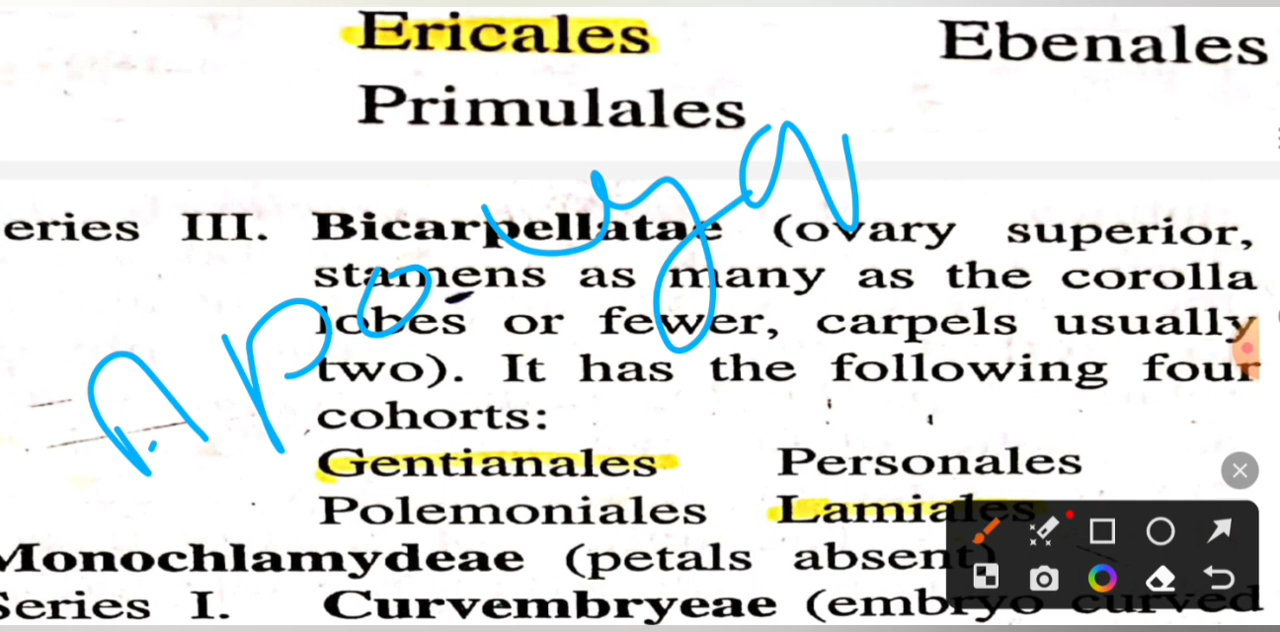 Ericales Ebenales
Primulales
eries III. Bicarpellatae (ovary superior,
stamens as many as the corolla
lobes or fewer, carpels usually
two). It has the following four
cohorts:
Gentianales Personales
Polemoniales Lamiales
Monochlamydeae (petals absent)
Series I. Curvembryeae (embryo curved